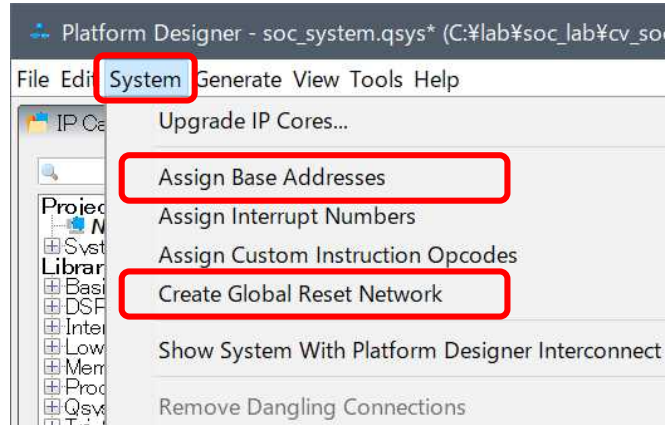 Platform Designer - soc_system.qsys* (C:¥lab¥soc_lab¥cv_soc
File Edit System Generate View Tools Help
IP Ca
Upgrade IP Cores...
Assign Base Addresses
Projec
N
Assign Interrupt Numbers
Syst
Assign Custom Instruction Opcodes
Librar
Basi
Create Global Reset Network
DSP
Inter
Low
Show System With Platform Designer Interconnect
Mem
Proc
Qsys
Remove Dangling Connections